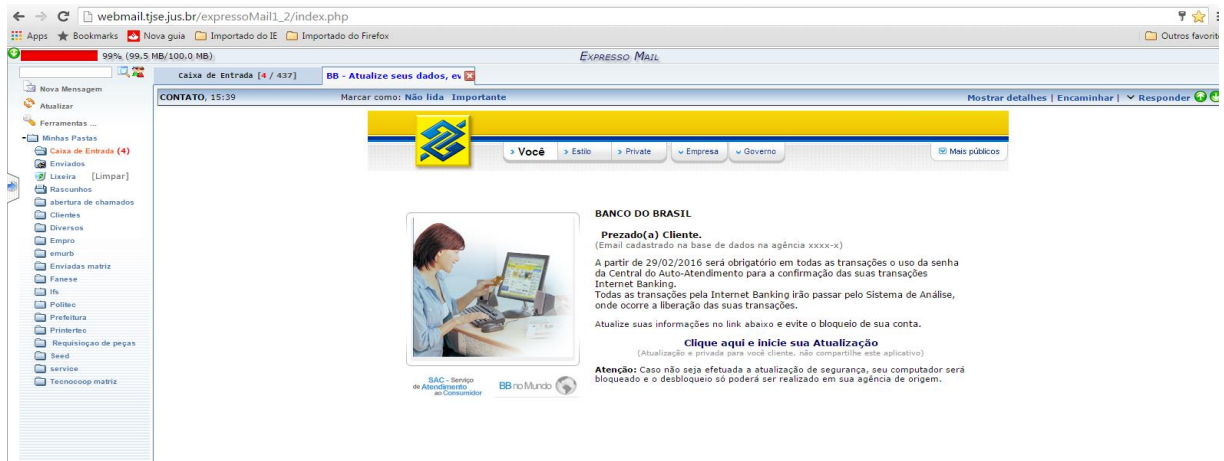 webmail.tjse.jus.br/expressoMail1_2/index.php
Apps Bookmarks Nova guia Importado do IE Importado do Firefox Outros favorit
99% (99,5 MB/100,0 MB) EXPRESSO MAIL
Caixa de Entrada [4 / 437] BB - Atualize seus dados, ev
Nova Mensagem
Atualizar
Ferramentas ...
Minhas Pastas
Caixa de Entrada (4)
Enviados
Lixeira [Limpar]
Rascunhos
abertura de chamados
Clientes
Diversos
Empro
emurb
Enviadas matriz
Fanese
Ifs
Politec
Prefeitura
Printertec
Requisiçao de peças
Seed
service
Tecnocoop matriz
CONTATO, 15:39 Marcar como: Não lida Importante Mostrar detalhes | Encaminhar | Responder
Você Estilo Private Empresa Governo Mais públicos
BANCO DO BRASIL
Prezado(a) Cliente.
(Email cadastrado na base de dados na agência xxxx-x)
A partir de 29/02/2016 será obrigatório em todas as transações o uso da senha
da Central do Auto-Atendimento para a confirmação das suas transações
Internet Banking.
Todas as transações pela Internet Banking irão passar pelo Sistema de Análise,
onde ocorre a liberação das suas transações.
Atualize suas informações no link abaixo e evite o bloqueio de sua conta.
Clique aqui e inicie sua Atualização
(Atualização e privada para você cliente, não compartilhe este aplicativo)
Atenção: Caso não seja efetuada a atualização de segurança, seu computador será
bloqueado e o desbloqueio só poderá ser realizado em sua agência de origem.
SAC - Serviço
de Atendimento
ao Consumidor
BB no Mundo